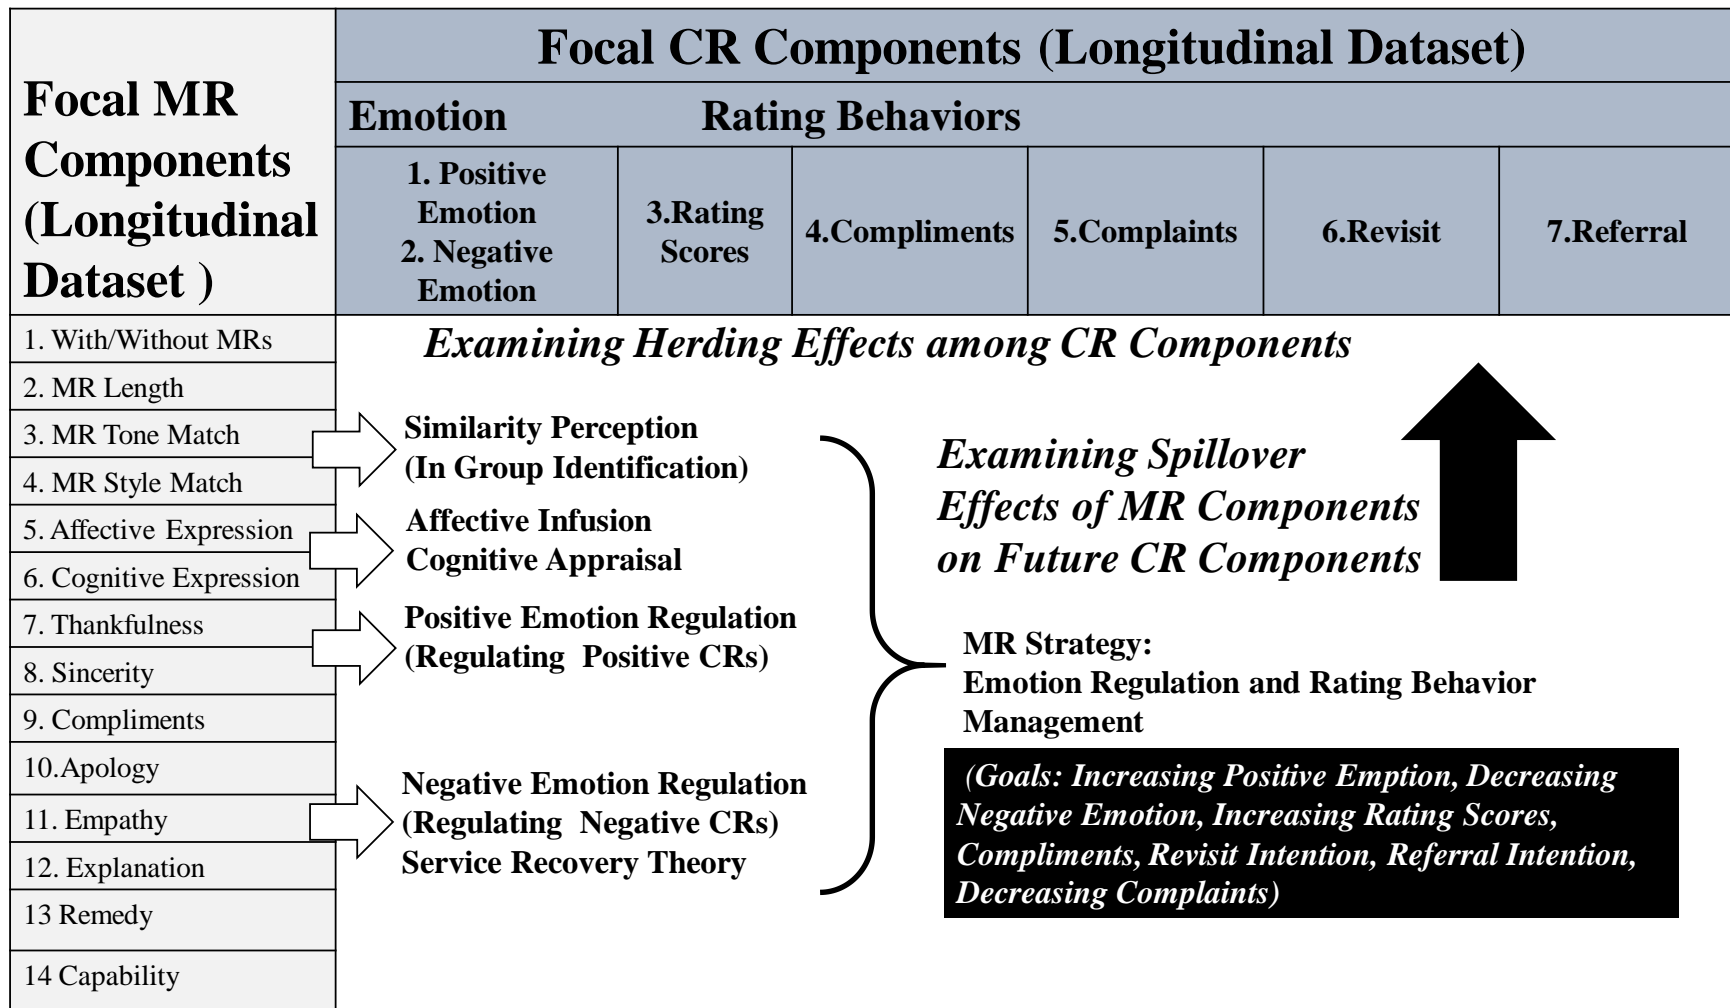 Focal MR
Components
(Longitudinal
Dataset )
Focal CR Components (Longitudinal Dataset)
Emotion
Rating Behaviors
1. Positive
Emotion
2. Negative
Emotion
3.Rating
Scores
4.Compliments
5.Complaints
6.Revisit
7.Referral
1. With/Without MRs
2. MR Length
3. MR Tone Match
4. MR Style Match
5. Affective Expression
6. Cognitive Expression
7. Thankfulness
8. Sincerity
9. Compliments
10.Apology
11. Empathy
12. Explanation
13 Remedy
14 Capability
Examining Herding Effects among CR Components
Similarity Perception
(In Group Identification)
Affective Infusion
Cognitive Appraisal
Positive Emotion Regulation
(Regulating Positive CRs)
Negative Emotion Regulation
(Regulating Negative CRs)
Service Recovery Theory
Examining Spillover
Effects of MR Components
on Future CR Components
MR Strategy:
Emotion Regulation and Rating Behavior
Management
(Goals: Increasing Positive Emption, Decreasing
Negative Emotion, Increasing Rating Scores,
Compliments, Revisit Intention, Referral Intention,
Decreasing Complaints)